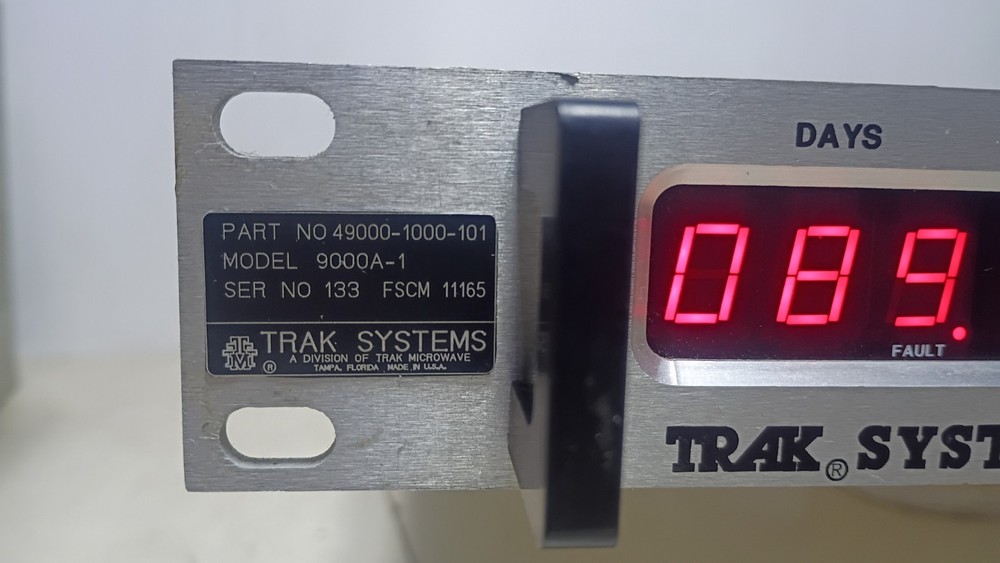 PART NO 49000-1000-101
MODEL 9000A-1
SER NO 133 FSCM 11165
TRAK SYSTEMS
®
A DIVISION OF TRAK MICROWAVE
TAMPA, FLORIDA MADE IN U.S.A.
DAYS
089.
FAULT
TRAK® SYST